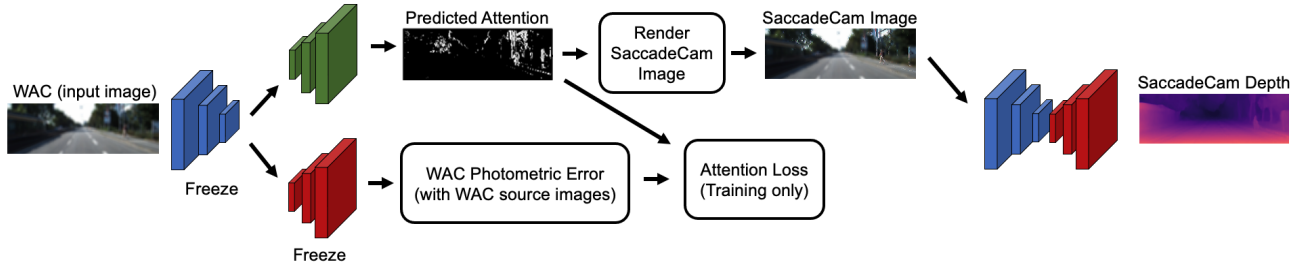 WAC (input image)
Freeze
Predicted Attention
Render
SaccadeCam
Image
SaccadeCam Image
Freeze
WAC Photometric Error
(with WAC source images)
Attention Loss
(Training only)
SaccadeCam Depth